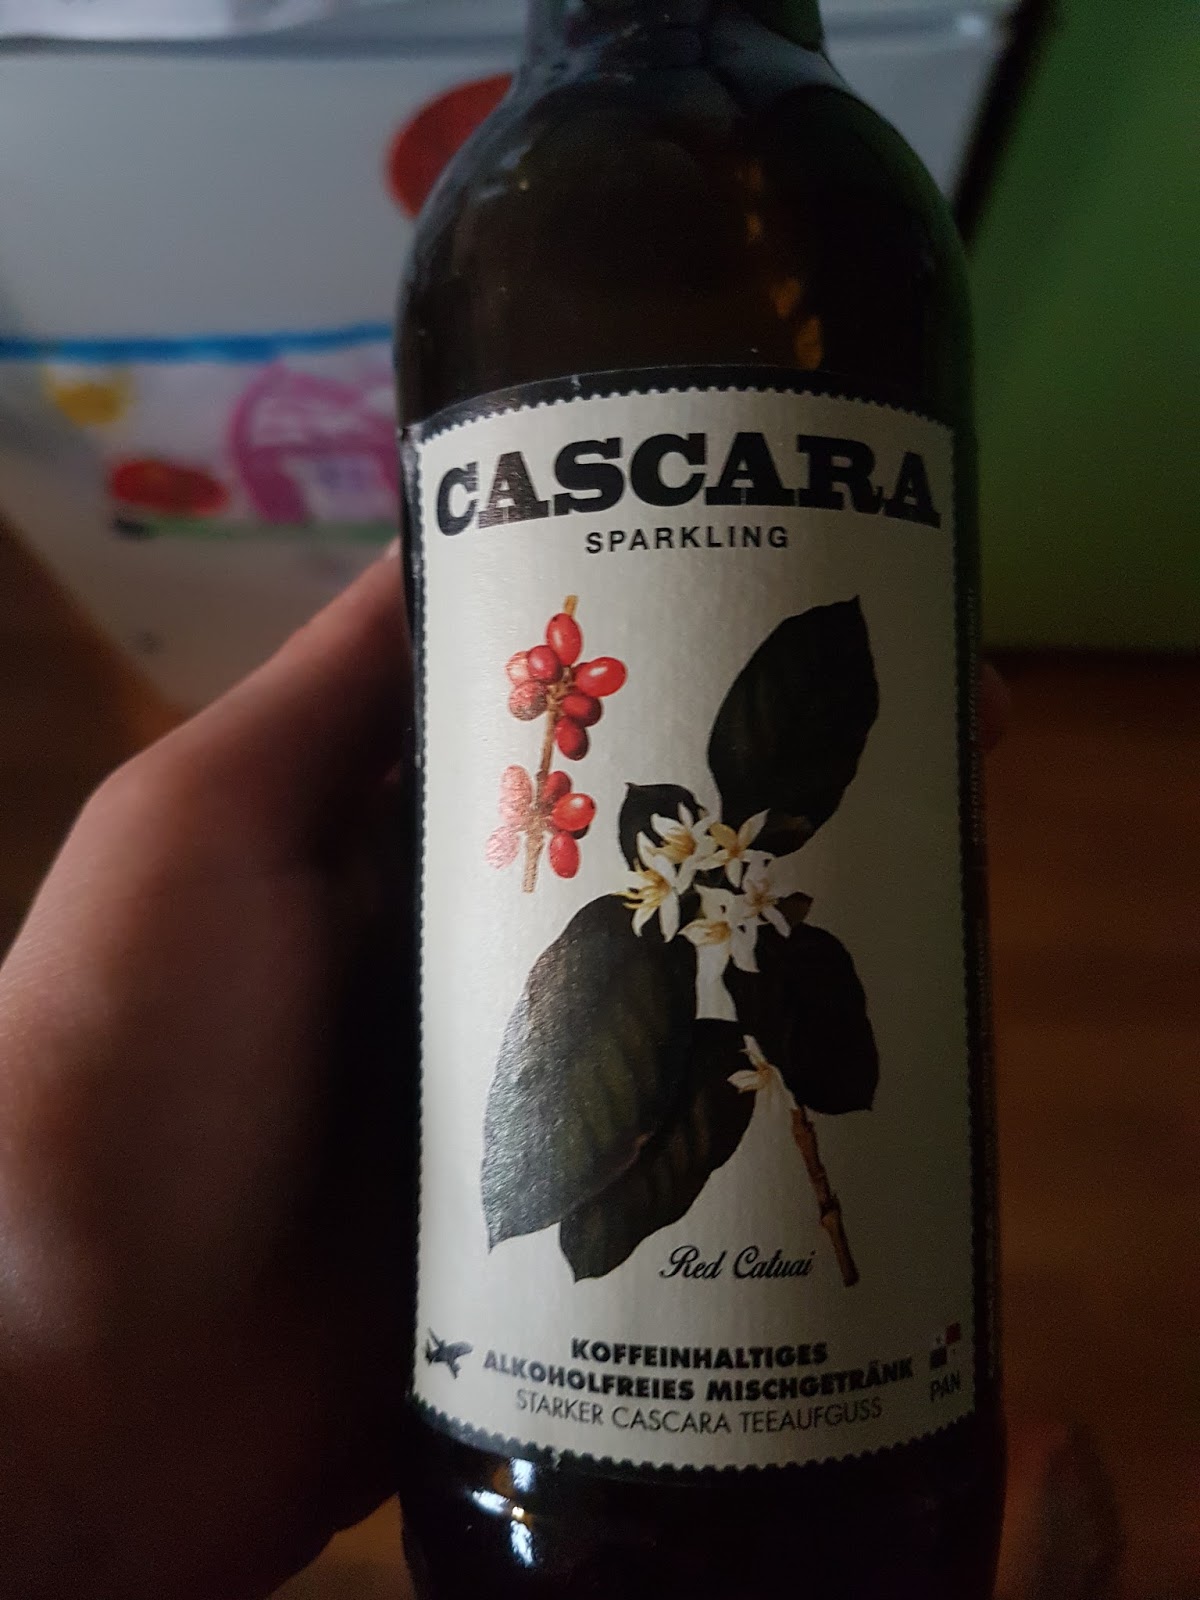 CASCARA
SPARKLING
Red Catuai
KOFFEINHALTIGES
ALKOHOLFREIES MISCHGETRÄNK
STARKER CASCARA TEEAUFGUSS
PAN